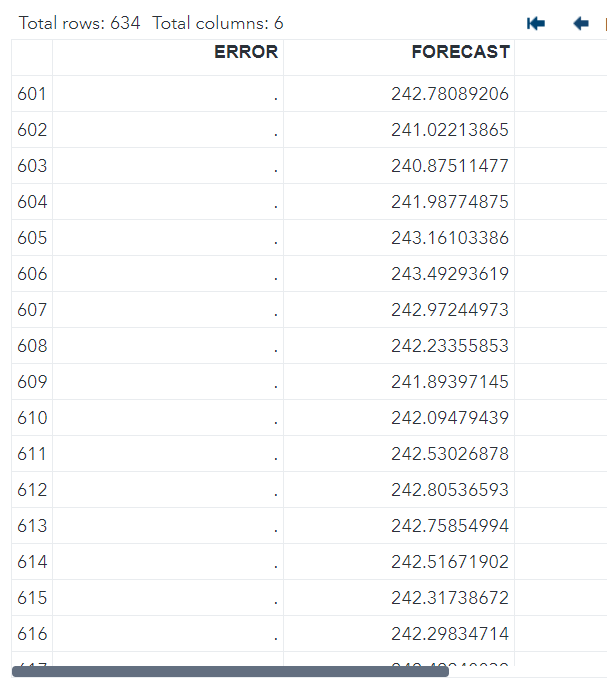 Total rows: 634 Total columns: 6
ERROR FORECAST
601 . 242.78089206
602 . 241.02213865
603 . 240.87511477
604 . 241.98774875
605 . 243.16103386
606 . 243.49293619
607 . 242.97244973
608 . 242.23355853
609 . 241.89397145
610 . 242.09479439
611 . 242.53026878
612 . 242.80536593
613 . 242.75854994
614 . 242.51671902
615 . 242.31738672
616 . 242.29834714